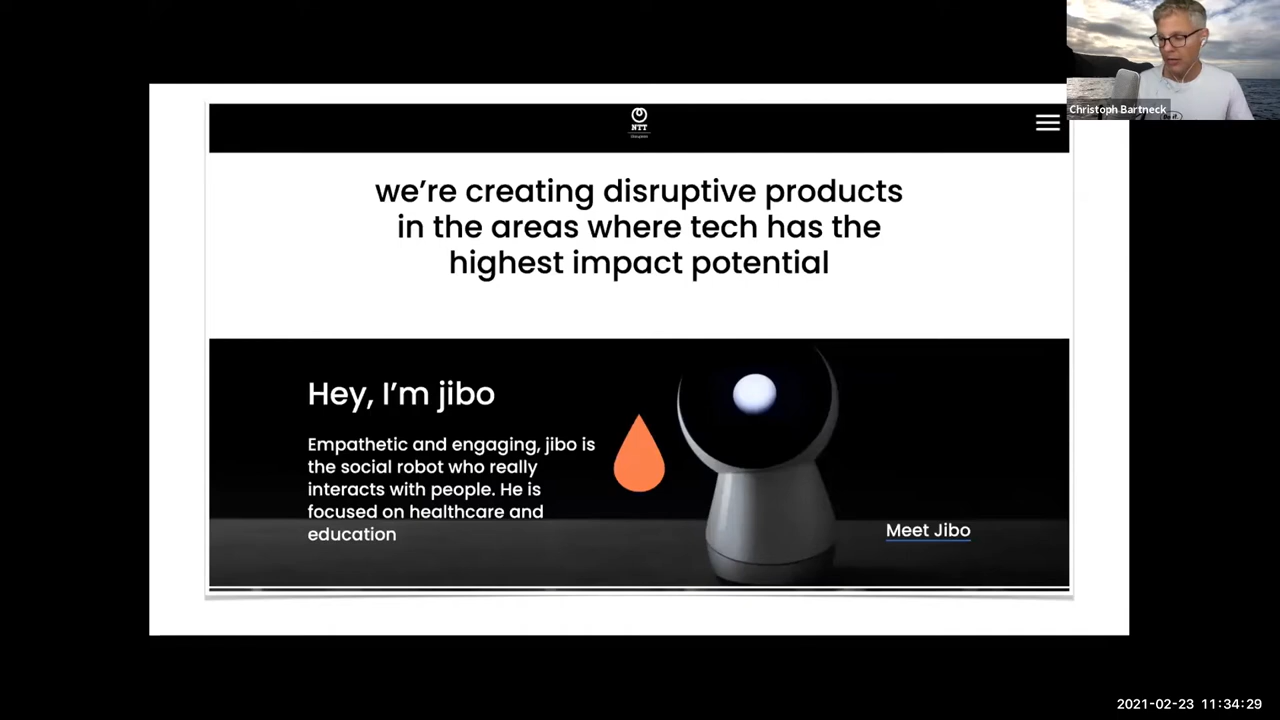 Christoph Bartneck
NTT
we're creating disruptive products
in the areas where tech has the
highest impact potential
Hey, I'm jibo
Empathetic and engaging, jibo is
the social robot who really
interacts with people. He is
focused on healthcare and
education
Meet Jibo
2021-02-23 11:34:29